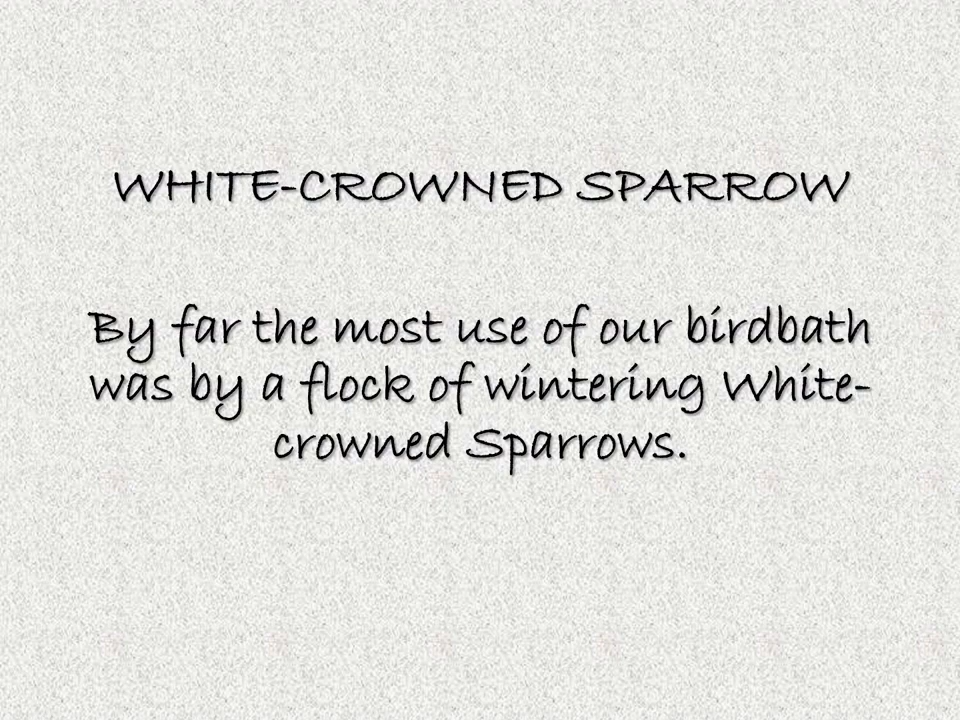 WHITE-CROWNED SPARROW
By far the most use of our birdbath
was by a flock of wintering White-
crowned Sparrows.